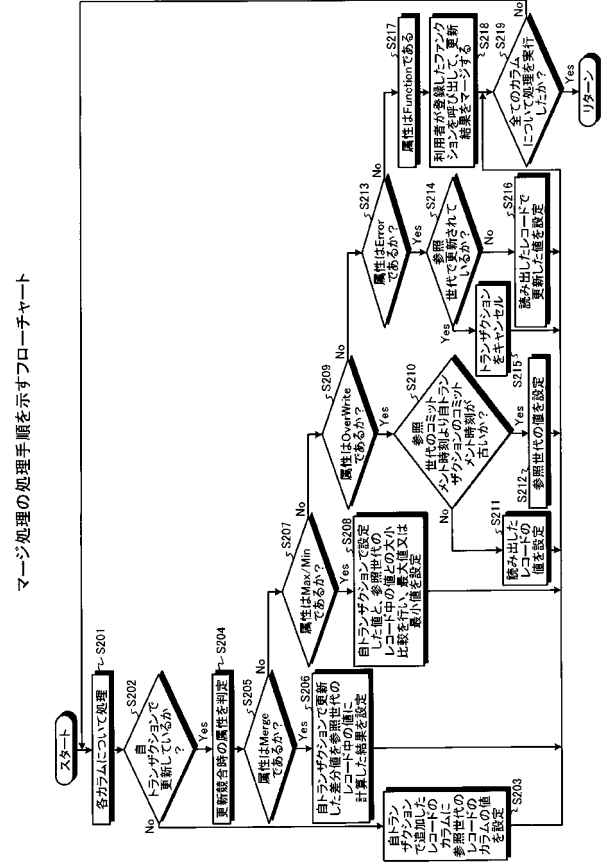 マージ処理の処理手順を示すフローチャート
スタート
各カラムについて処理
S201
自
トランザクションで
更新しているか
？
S202
No
Yes
更新競合時の属性を判定
S204
属性はMerge
であるか？
S205
No
Yes
自トランザクションで更新
した差分値を参照世代の
レコード中の値に
計算した結果を設定
S206
自トラン
ザクション
で追加した
レコードの
カラムに
参照世代の
レコードの
カラムの値
を設定
S203
属性はMax/Min
であるか？
S207
No
Yes
自トランザクションで設定
した値と、参照世代の
レコード中の値との大小
比較を行い、最大値又は
最小値を設定
S208
属性はOverWrite
であるか？
S209
No
Yes
参照
世代のコミット
メント時刻より自トラン
ザクションのコミット
メント時刻が
古いか？
S210
No
Yes
読み出した
レコードの
値を設定
S211
参照世代の値を設定
S212
属性はError
であるか？
S213
No
Yes
参照
世代で更新されて
いるか？
S214
Yes
No
トランザクション
をキャンセル
S215
読み出したレコードで
更新した値を設定
S216
属性はFunctionである
S217
利用者が登録したファンク
ションを呼び出して、更新
結果をマージする
S218
全てのカラム
について処理を実行
したか？
S219
No
Yes
リターン